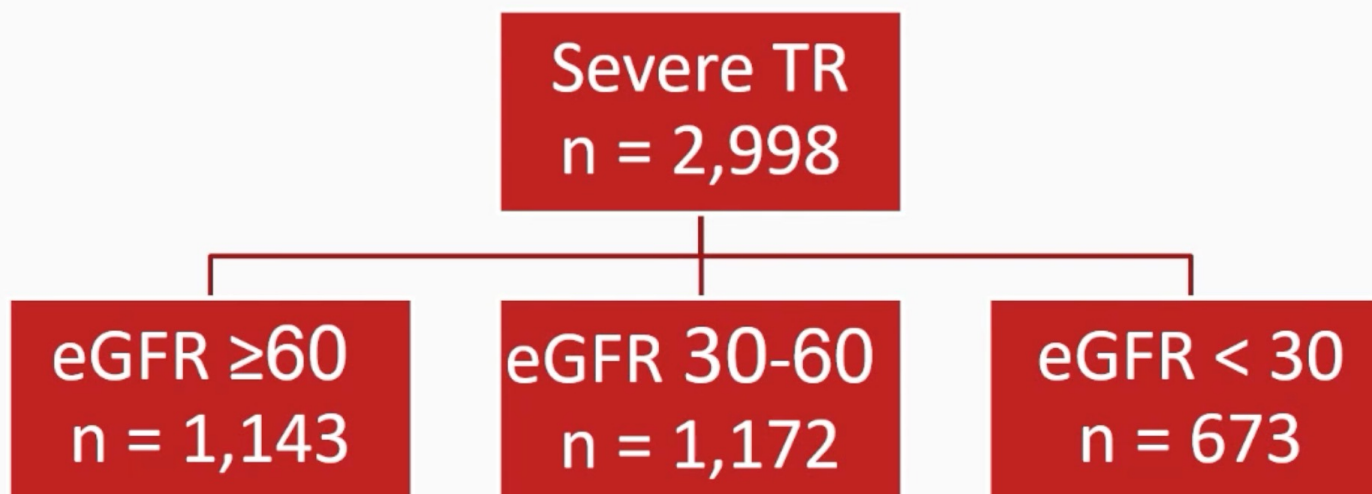 Severe TR
n = 2,998
eGFR ≥60
n = 1,143
eGFR 30-60
n = 1,172
eGFR < 30
n = 673